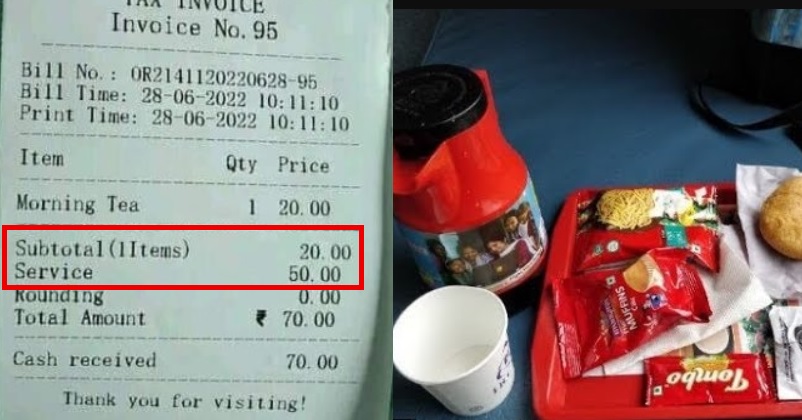 TAX INVOICE
Invoice No. 95
Bill No.: OR2141120220628-95
Bill Time: 28-06-2022 10:11:10
Print Time: 28-06-2022 10:11:10
Item Qty Price
Morning Tea 1 20.00
Subtotal(1Items) 20.00
Service 50.00
Rounding 0.00
Total Amount ₹ 70.00
Cash received 70.00
Thank you for visiting!
MUFFINS
Tombo